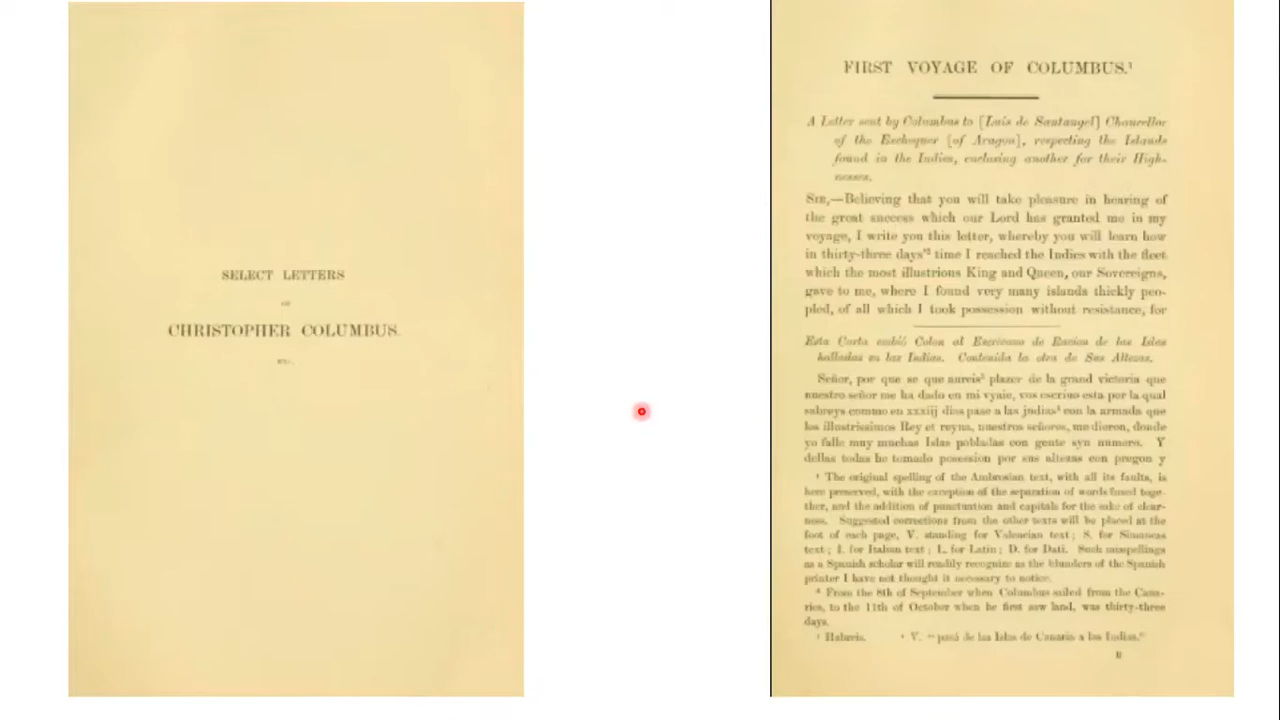 SELECT LETTERS
OF
CHRISTOPHER COLUMBUS.
ETC.
FIRST VOYAGE OF COLUMBUS.¹
A Letter sent by Columbus to [Luis de Santangel] Chancellor
of the Exchequer [of Aragon], respecting the Islands
found in the Indies, enclosing another for their High-
nesses.
SIR,—Believing that you will take pleasure in hearing of
the great success which our Lord has granted me in my
voyage, I write you this letter, whereby you will learn how
in thirty-three days'² time I reached the Indies with the fleet
which the most illustrious King and Queen, our Sovereigns,
gave to me, where I found very many islands thickly peo-
pled, of all which I took possession without resistance, for
Esta Carta embió Colon al Escrivano de Racion de las Islas
halladas en las Indias. Contenida la otra de Sus Altezas.
Señor, por que se que aureis³ plazer de la grand victoria que
nuestro señor me ha dado en mi vyaie, vos escriuo esta por la qual
sabreys commo en xxxiij dias pase a las jndias⁴ con la armada que
los illustrissimos Rey et reyna, nuestros señores, me dieron, donde
yo falle muy muchas Islas pobladas con gente syn numero. Y
dellas todas he tomado posession por sus altezas con pregon y
¹ The original spelling of the Ambrosian text, with all its faults, is
here preserved, with the exception of the separation of words fused toge-
ther, and the addition of punctuation and capitals for the sake of clear-
ness. Suggested corrections from the other texts will be placed at the
foot of each page, V. standing for Valencian text; S. for Simancas
text; I. for Italian text; L. for Latin; D. for Dati. Such misspellings
as a Spanish scholar will readily recognize as the blunders of the Spanish
printer I have not thought it necessary to notice.
² From the 8th of September when Columbus sailed from the Cana-
ries, to the 11th of October when he first saw land, was thirty-three
days.
³ Habreis. ⁴ V. "pasé de las Islas de Canaria a las Indias."
B